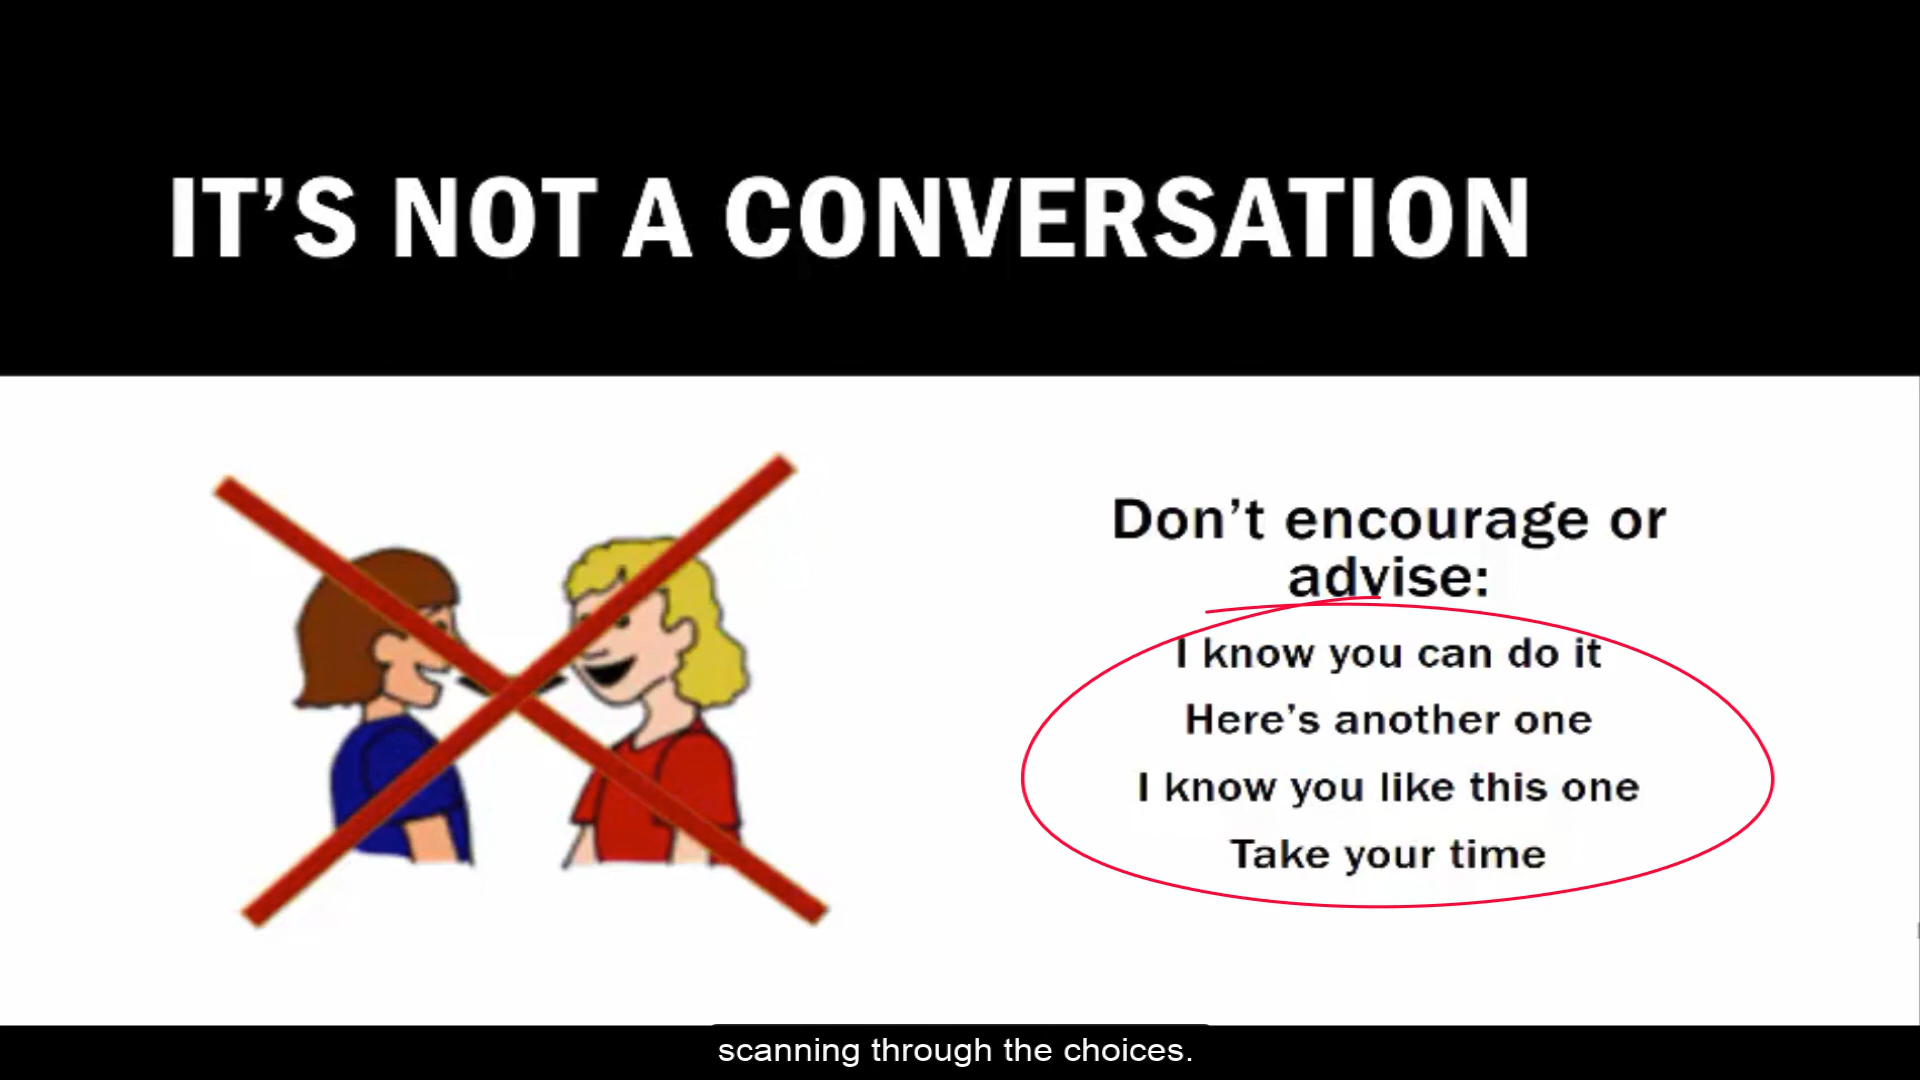 IT’S NOT A CONVERSATION
Don’t encourage or
advise:
I know you can do it
Here’s another one
I know you like this one
Take your time
scanning through the choices.